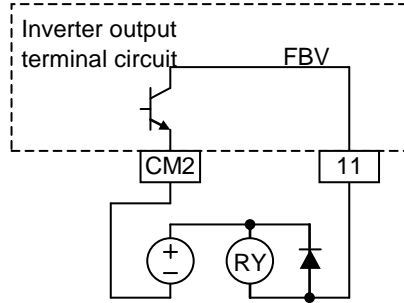 Inverter output
terminal circuit
FBV
CM2
11
+
−
RY